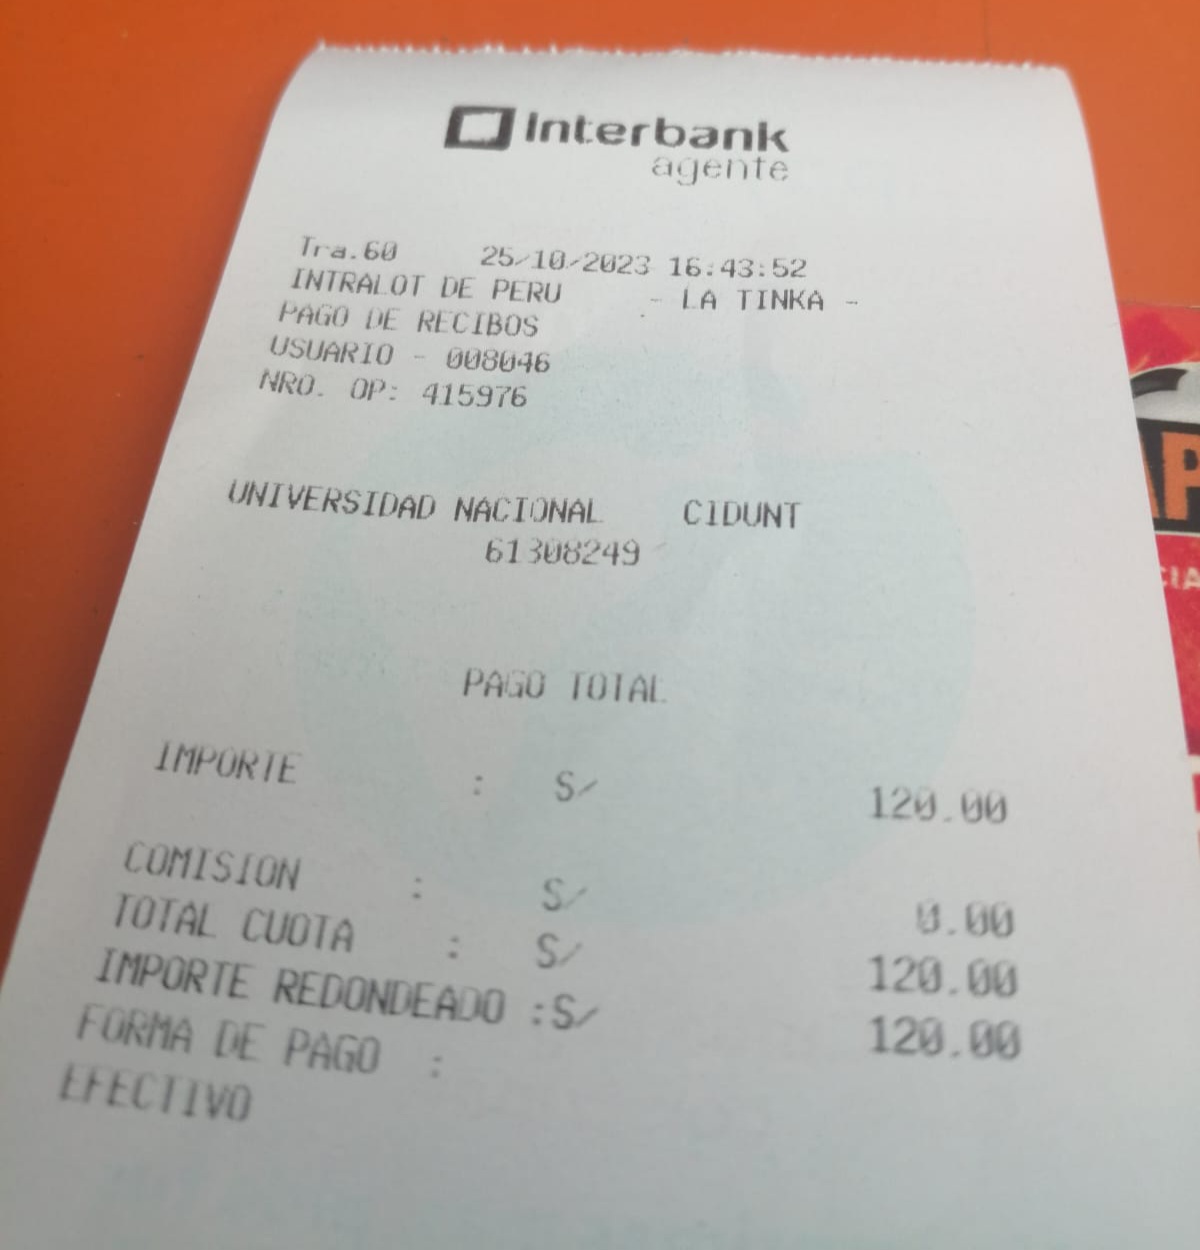 Interbank
agente
Tra.60 25/10/2023 16:43:52
INTRALOT DE PERU - LA TINKA -
PAGO DE RECIBOS
USUARIO - 008046
NRO. OP: 415976
UNIVERSIDAD NACIONAL CIDUNT
61308249
PAGO TOTAL
IMPORTE : S/ 120.00
COMISION : S/ 0.00
TOTAL CUOTA : S/ 120.00
IMPORTE REDONDEADO :S/ 120.00
FORMA DE PAGO :
EFECTIVO